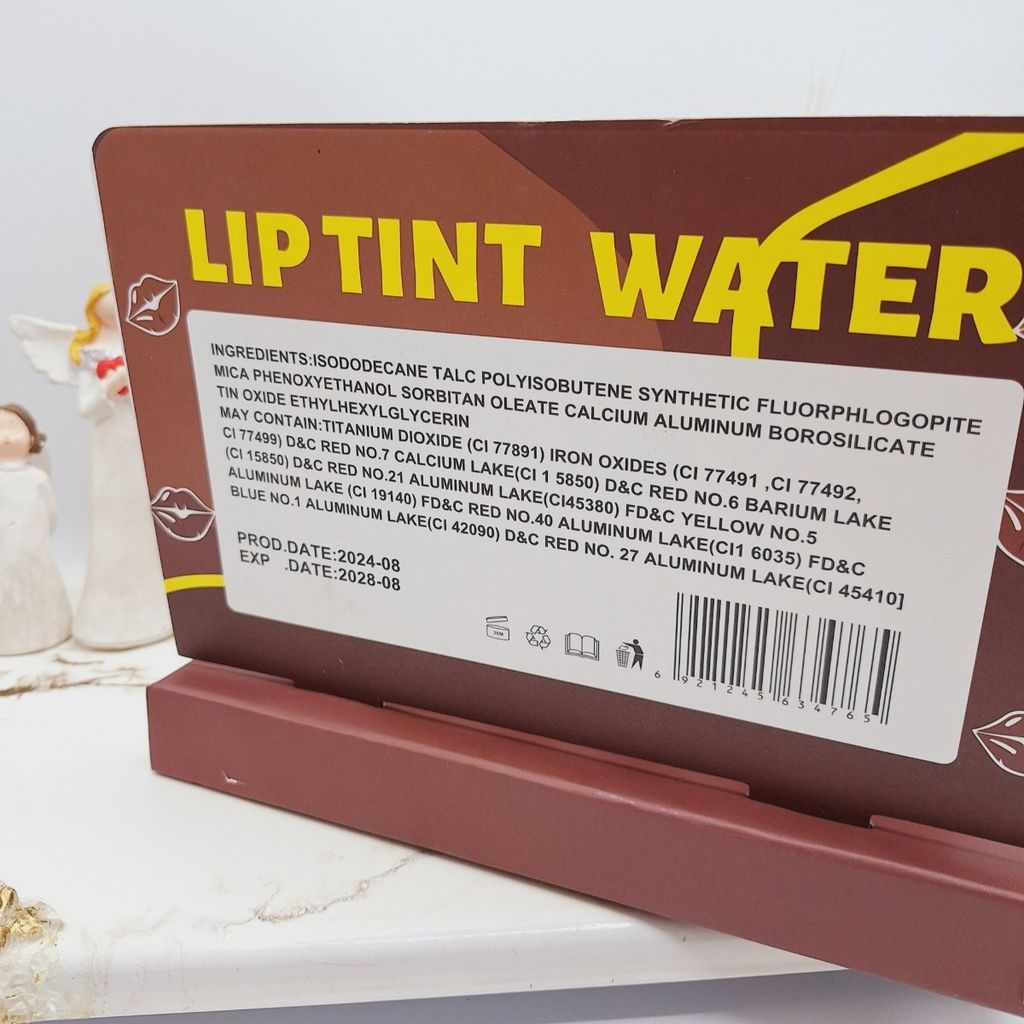 LIP TINT WATER
INGREDIENTS:ISODODECANE TALC POLYISOBUTENE SYNTHETIC FLUORPHLOGOPITE
MICA PHENOXYETHANOL SORBITAN OLEATE CALCIUM ALUMINUM BOROSILICATE
TIN OXIDE ETHYLHEXYLGLYCERIN
MAY CONTAIN:TITANIUM DIOXIDE (CI 77891) IRON OXIDES (CI 77491 ,CI 77492,
CI 77499) D&C RED NO.7 CALCIUM LAKE(CI 1 5850) D&C RED NO.6 BARIUM LAKE
(CI 15850) D&C RED NO.21 ALUMINUM LAKE(CI45380) FD&C YELLOW NO.5
ALUMINUM LAKE (CI 19140) FD&C RED NO.40 ALUMINUM LAKE(CI1 6035) FD&C
BLUE NO.1 ALUMINUM LAKE(CI 42090) D&C RED NO. 27 ALUMINUM LAKE(CI 45410]
PROD.DATE:2024-08
EXP .DATE:2028-08
36M
6 921245 634765